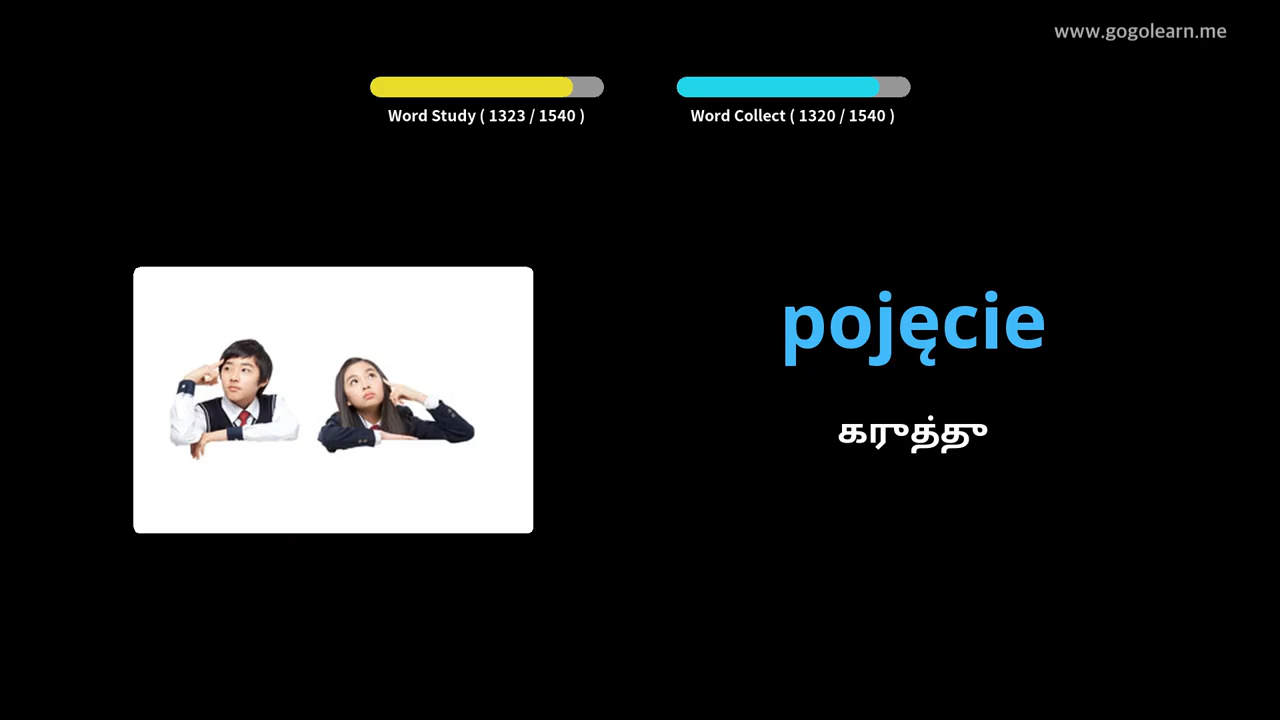 www.gogolearn.me
Word Study ( 1323 / 1540 )
Word Collect ( 1320 / 1540 )
pojęcie
கருத்து